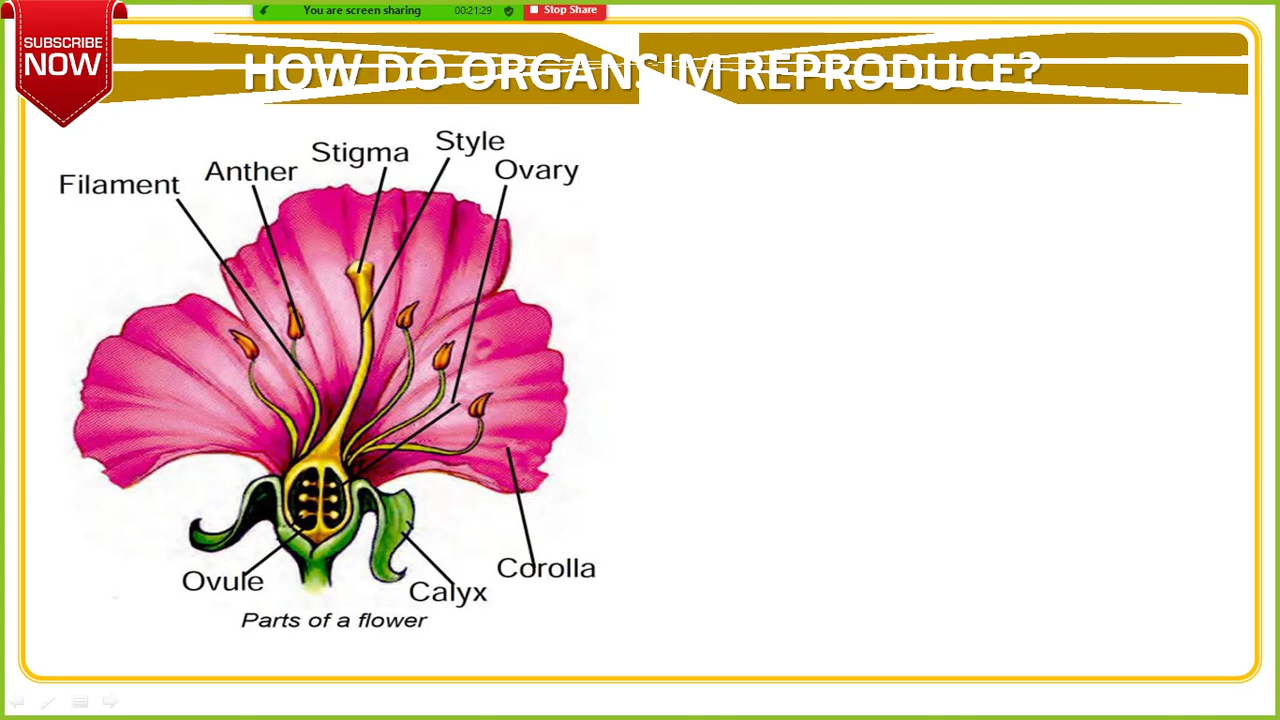 You are screen sharing
00:21:29
Stop Share
SUBSCRIBE
NOW
HOW DO ORGANSIM REPRODUCE?
Style
Stigma
Ovary
Anther
Filament
Corolla
Ovule
Calyx
Parts of a flower